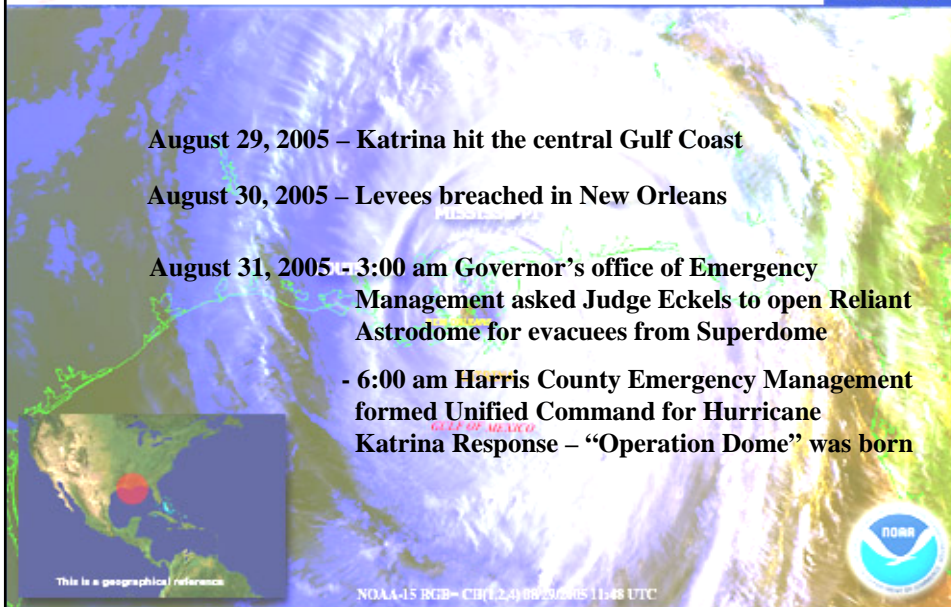 August 29, 2005 – Katrina hit the central Gulf Coast
August 30, 2005 – Levees breached in New Orleans
MISSISSIPPI
August 31, 2005 - 3:00 am Governor's office of Emergency
Management asked Judge Eckels to open Reliant
Astrodome for evacuees from Superdome
- 6:00 am Harris County Emergency Management
formed Unified Command for Hurricane
GULF OF MEXICO
Katrina Response – “Operation Dome” was born
NOAA
This is a geographical reference
NOAA-15 RGB= CH(1,2,4) 08/29/2005 11:48 UTC